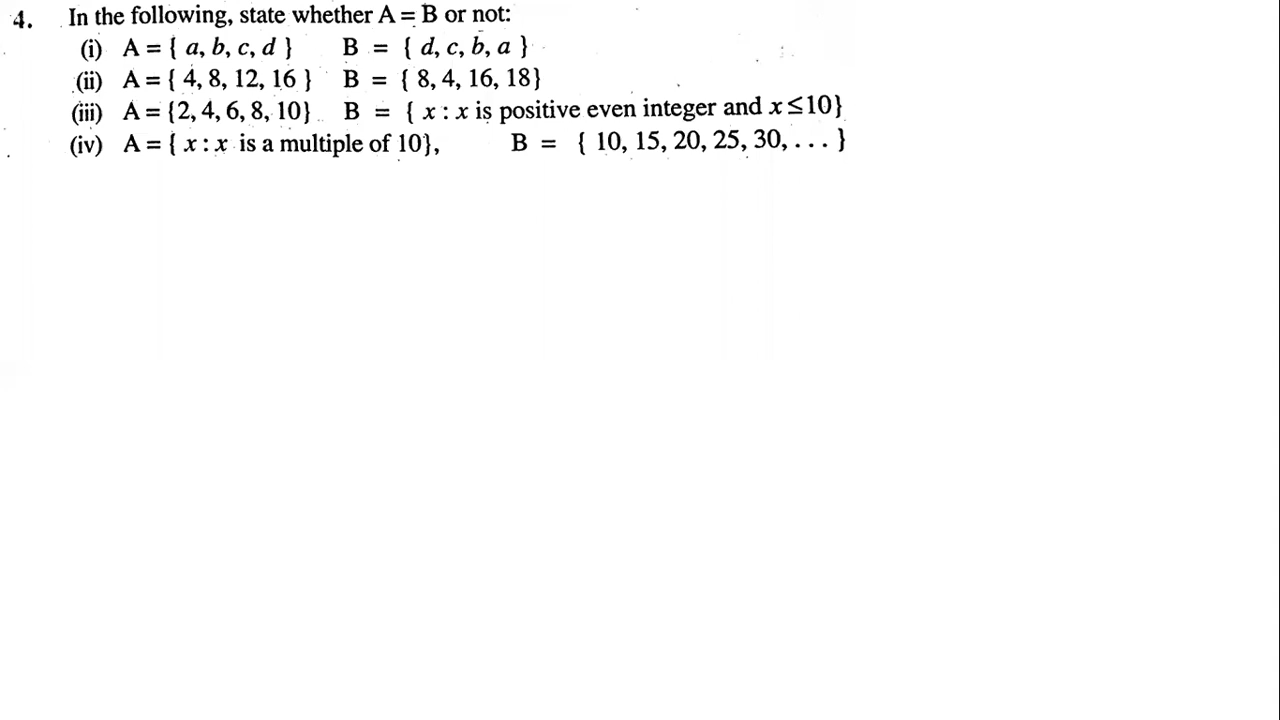 4. In the following, state whether A = B or not:
(i) A = { a, b, c, d } B = { d, c, b, a }
(ii) A = { 4, 8, 12, 16 } B = { 8, 4, 16, 18}
(iii) A = {2, 4, 6, 8, 10} B = { x : x is positive even integer and x ≤ 10}
(iv) A = { x : x is a multiple of 10}, B = { 10, 15, 20, 25, 30, . . . }